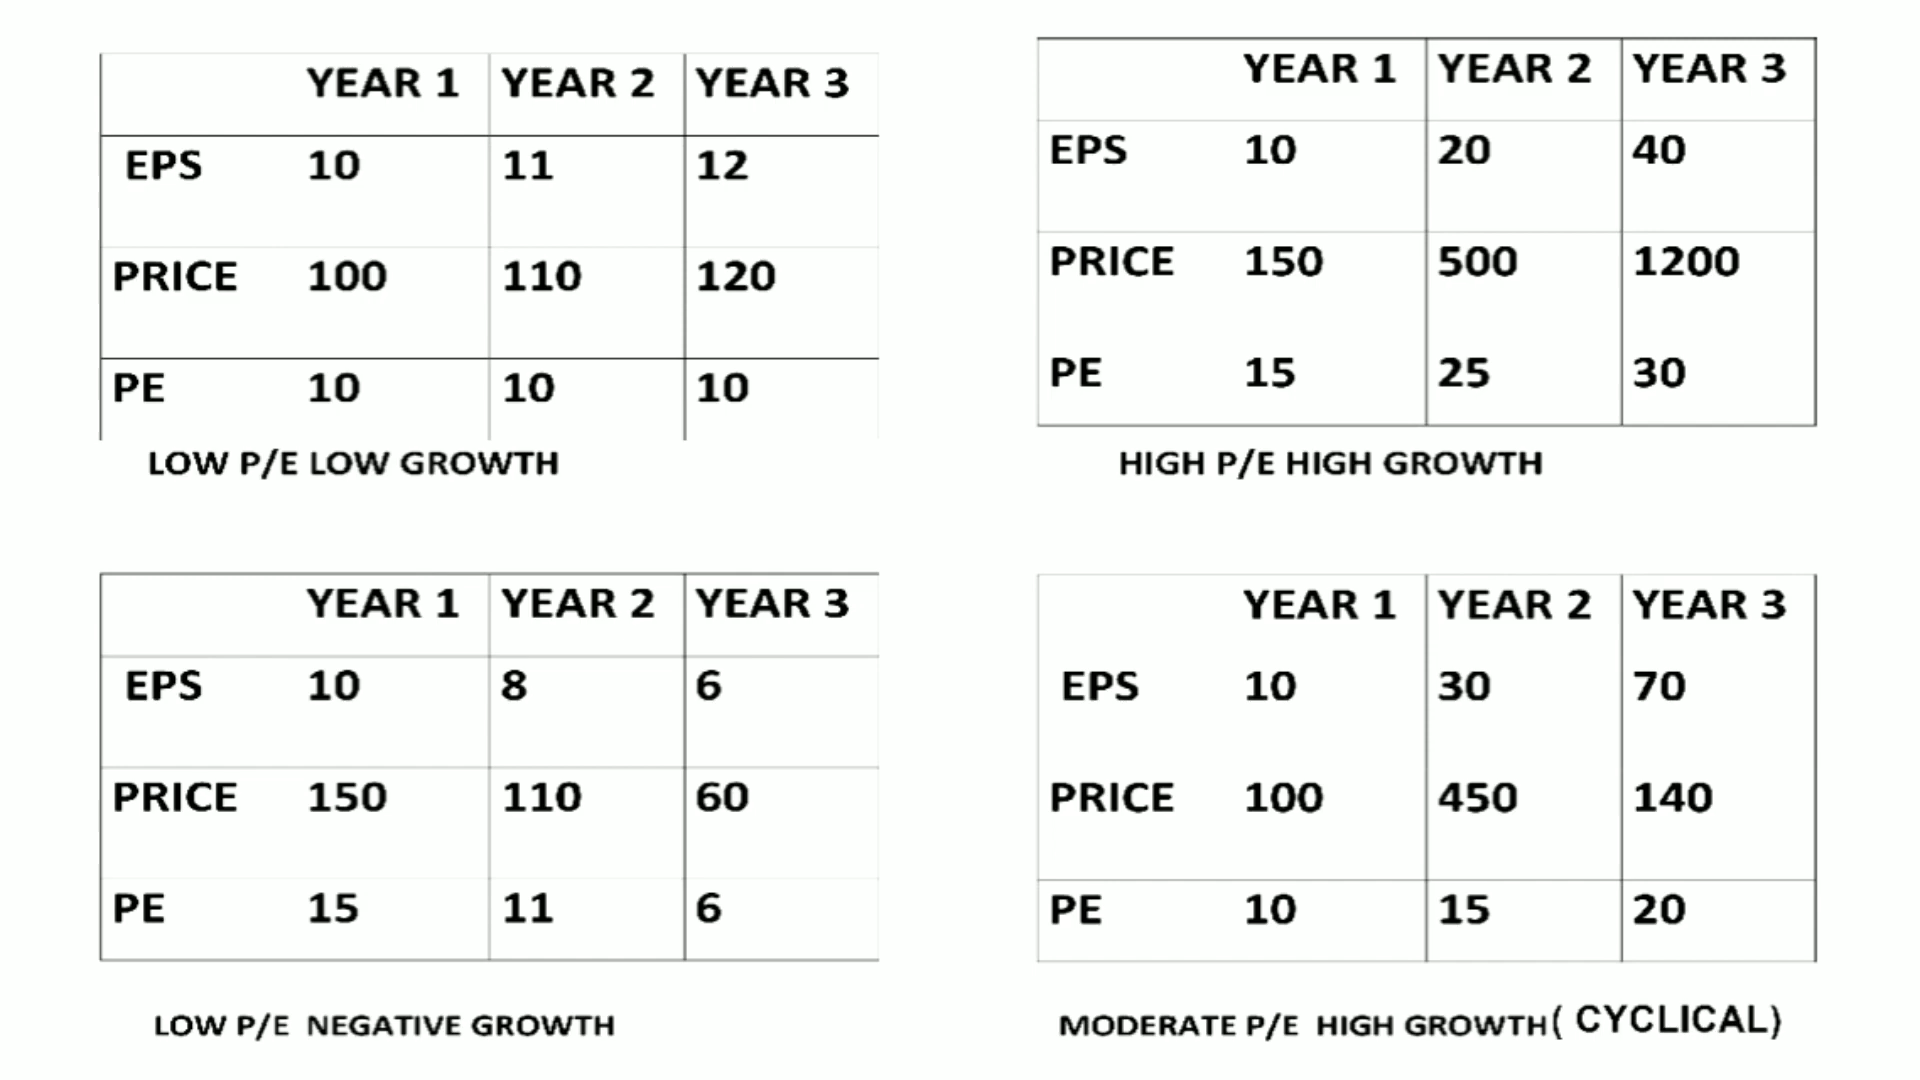 YEAR 1 YEAR 2 YEAR 3
EPS 10 11 12
PRICE 100 110 120
PE 10 10 10
LOW P/E LOW GROWTH
YEAR 1 YEAR 2 YEAR 3
EPS 10 20 40
PRICE 150 500 1200
PE 15 25 30
HIGH P/E HIGH GROWTH
YEAR 1 YEAR 2 YEAR 3
EPS 10 8 6
PRICE 150 110 60
PE 15 11 6
LOW P/E NEGATIVE GROWTH
YEAR 1 YEAR 2 YEAR 3
EPS 10 30 70
PRICE 100 450 140
PE 10 15 20
MODERATE P/E HIGH GROWTH( CYCLICAL)